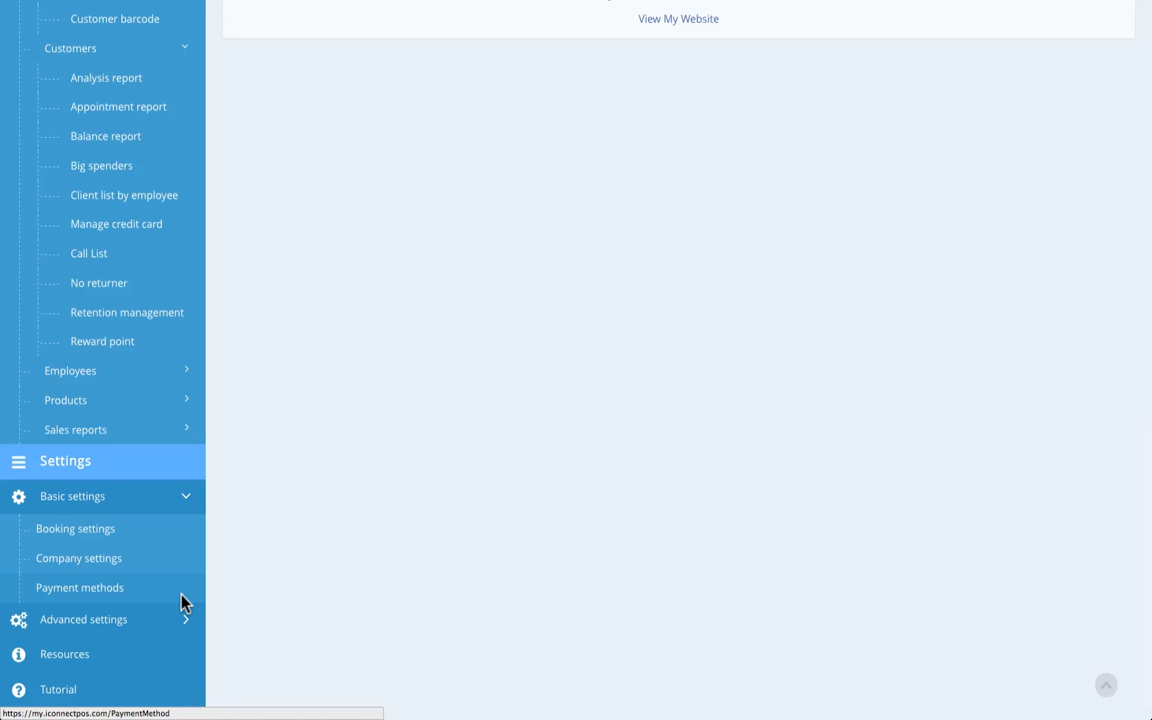 Customer barcode
View My Website
Customers
Analysis report
Appointment report
Balance report
Big spenders
Client list by employee
Manage credit card
Call List
No returner
Retention management
Reward point
Employees
Products
Sales reports
Settings
Basic settings
Booking settings
Company settings
Payment methods
Advanced settings
Resources
Tutorial
https://my.iconnectpos.com/PaymentMethod